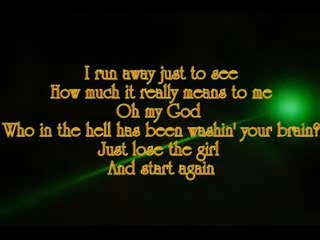 I run away just to see
How much it really means to me
Oh my God
Who in the hell has been washin' your brain?
Just lose the girl
And start again